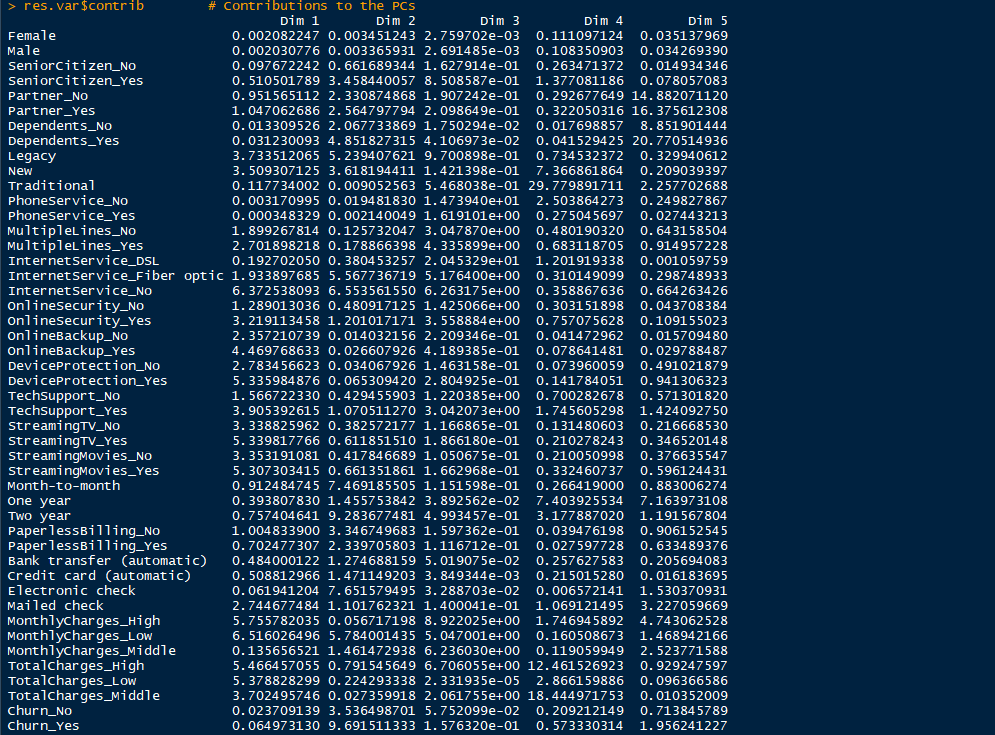 > res.var$contrib        # Contributions to the PCs
Dim 1 Dim 2 Dim 3 Dim 4 Dim 5
Female 0.002082247 0.003451243 2.759702e-03 0.111097124 0.035137969
Male 0.002030776 0.003365931 2.691485e-03 0.108350903 0.034269390
SeniorCitizen_No 0.097672242 0.661689344 1.627914e-01 0.263471372 0.014934346
SeniorCitizen_Yes 0.510501789 3.458440057 8.508587e-01 1.377081186 0.078057083
Partner_No 0.951565112 2.330874868 1.907242e-01 0.292677649 14.882071120
Partner_Yes 1.047062686 2.564797794 2.098649e-01 0.322050316 16.375612308
Dependents_No 0.013309526 2.067733869 1.750294e-02 0.017698857 8.851901444
Dependents_Yes 0.031230093 4.851827315 4.106973e-02 0.041529425 20.770514936
Legacy 3.733512065 5.239407621 9.700898e-01 0.734532372 0.329940612
New 3.509307125 3.618194411 1.421398e-01 7.366861864 0.209039397
Traditional 0.117734002 0.009052563 5.468038e-01 29.779891711 2.257702688
PhoneService_No 0.003170995 0.019481830 1.473940e+01 2.503864273 0.249827867
PhoneService_Yes 0.000348329 0.002140049 1.619101e+00 0.275045697 0.027443213
MultipleLines_No 1.899267814 0.125732047 3.047870e+00 0.480190320 0.643158504
MultipleLines_Yes 2.701898218 0.178866398 4.335899e+00 0.683118705 0.914957228
InternetService_DSL 0.192702050 0.380453257 2.045329e+01 1.201919338 0.001059759
InternetService_Fiber optic 1.933897685 5.567736719 5.176400e+00 0.310149099 0.298748933
InternetService_No 6.372538093 6.553561550 6.263175e+00 0.358867636 0.664263426
OnlineSecurity_No 1.289013036 0.480917125 1.425066e+00 0.303151898 0.043708384
OnlineSecurity_Yes 3.219113458 1.201017171 3.558884e+00 0.757075628 0.109155023
OnlineBackup_No 2.357210739 0.014032156 2.209346e-01 0.041472962 0.015709480
OnlineBackup_Yes 4.469768633 0.026607926 4.189385e-01 0.078641481 0.029788487
DeviceProtection_No 2.783456623 0.034067926 1.463158e-01 0.073960059 0.491021879
DeviceProtection_Yes 5.335984876 0.065309420 2.804925e-01 0.141784051 0.941306323
TechSupport_No 1.566722330 0.429455903 1.220385e+00 0.700282678 0.571301820
TechSupport_Yes 3.905392615 1.070511270 3.042073e+00 1.745605298 1.424092750
StreamingTV_No 3.338825962 0.382572177 1.166865e-01 0.131480603 0.216668530
StreamingTV_Yes 5.339817766 0.611851510 1.866180e-01 0.210278243 0.346520148
StreamingMovies_No 3.353191081 0.417846689 1.050675e-01 0.210050998 0.376635547
StreamingMovies_Yes 5.307303415 0.661351861 1.662968e-01 0.332460737 0.596124431
Month-to-month 0.912484745 7.469185505 1.151598e-01 0.266419000 0.883006274
One year 0.393807830 1.455753842 3.892562e-02 7.403925534 7.163973108
Two year 0.757404641 9.283677481 4.993457e-01 3.177887020 1.191567804
PaperlessBilling_No 1.004833900 3.346749683 1.597362e-01 0.039476198 0.906152545
PaperlessBilling_Yes 0.702477307 2.339705803 1.116712e-01 0.027597728 0.633489376
Bank transfer (automatic) 0.484000122 1.274688159 5.019075e-02 0.257627583 0.205694083
Credit card (automatic) 0.508812966 1.471149203 3.849344e-03 0.215015280 0.016183695
Electronic check 0.061941204 7.651579495 3.288703e-02 0.006572141 1.530370931
Mailed check 2.744677484 1.101762321 1.400041e-01 1.069121495 3.227059669
MonthlyCharges_High 5.755782035 0.056717198 8.922025e+00 1.746945892 4.743062528
MonthlyCharges_Low 6.516026496 5.784001435 5.047001e+00 0.160508673 1.468942166
MonthlyCharges_Middle 0.135656521 1.461472938 6.236030e+00 0.119059949 2.523771588
TotalCharges_High 5.466457055 0.791545649 6.706055e+00 12.461526923 0.929247597
TotalCharges_Low 5.378828299 0.224293338 2.331935e-05 2.866159886 0.096366586
TotalCharges_Middle 3.702495746 0.027359918 2.061755e+00 18.444971753 0.010352009
Churn_No 0.023709139 3.536498701 5.752099e-02 0.209212149 0.713845789
Churn_Yes 0.064973130 9.691511333 1.576320e-01 0.573330314 1.956241227